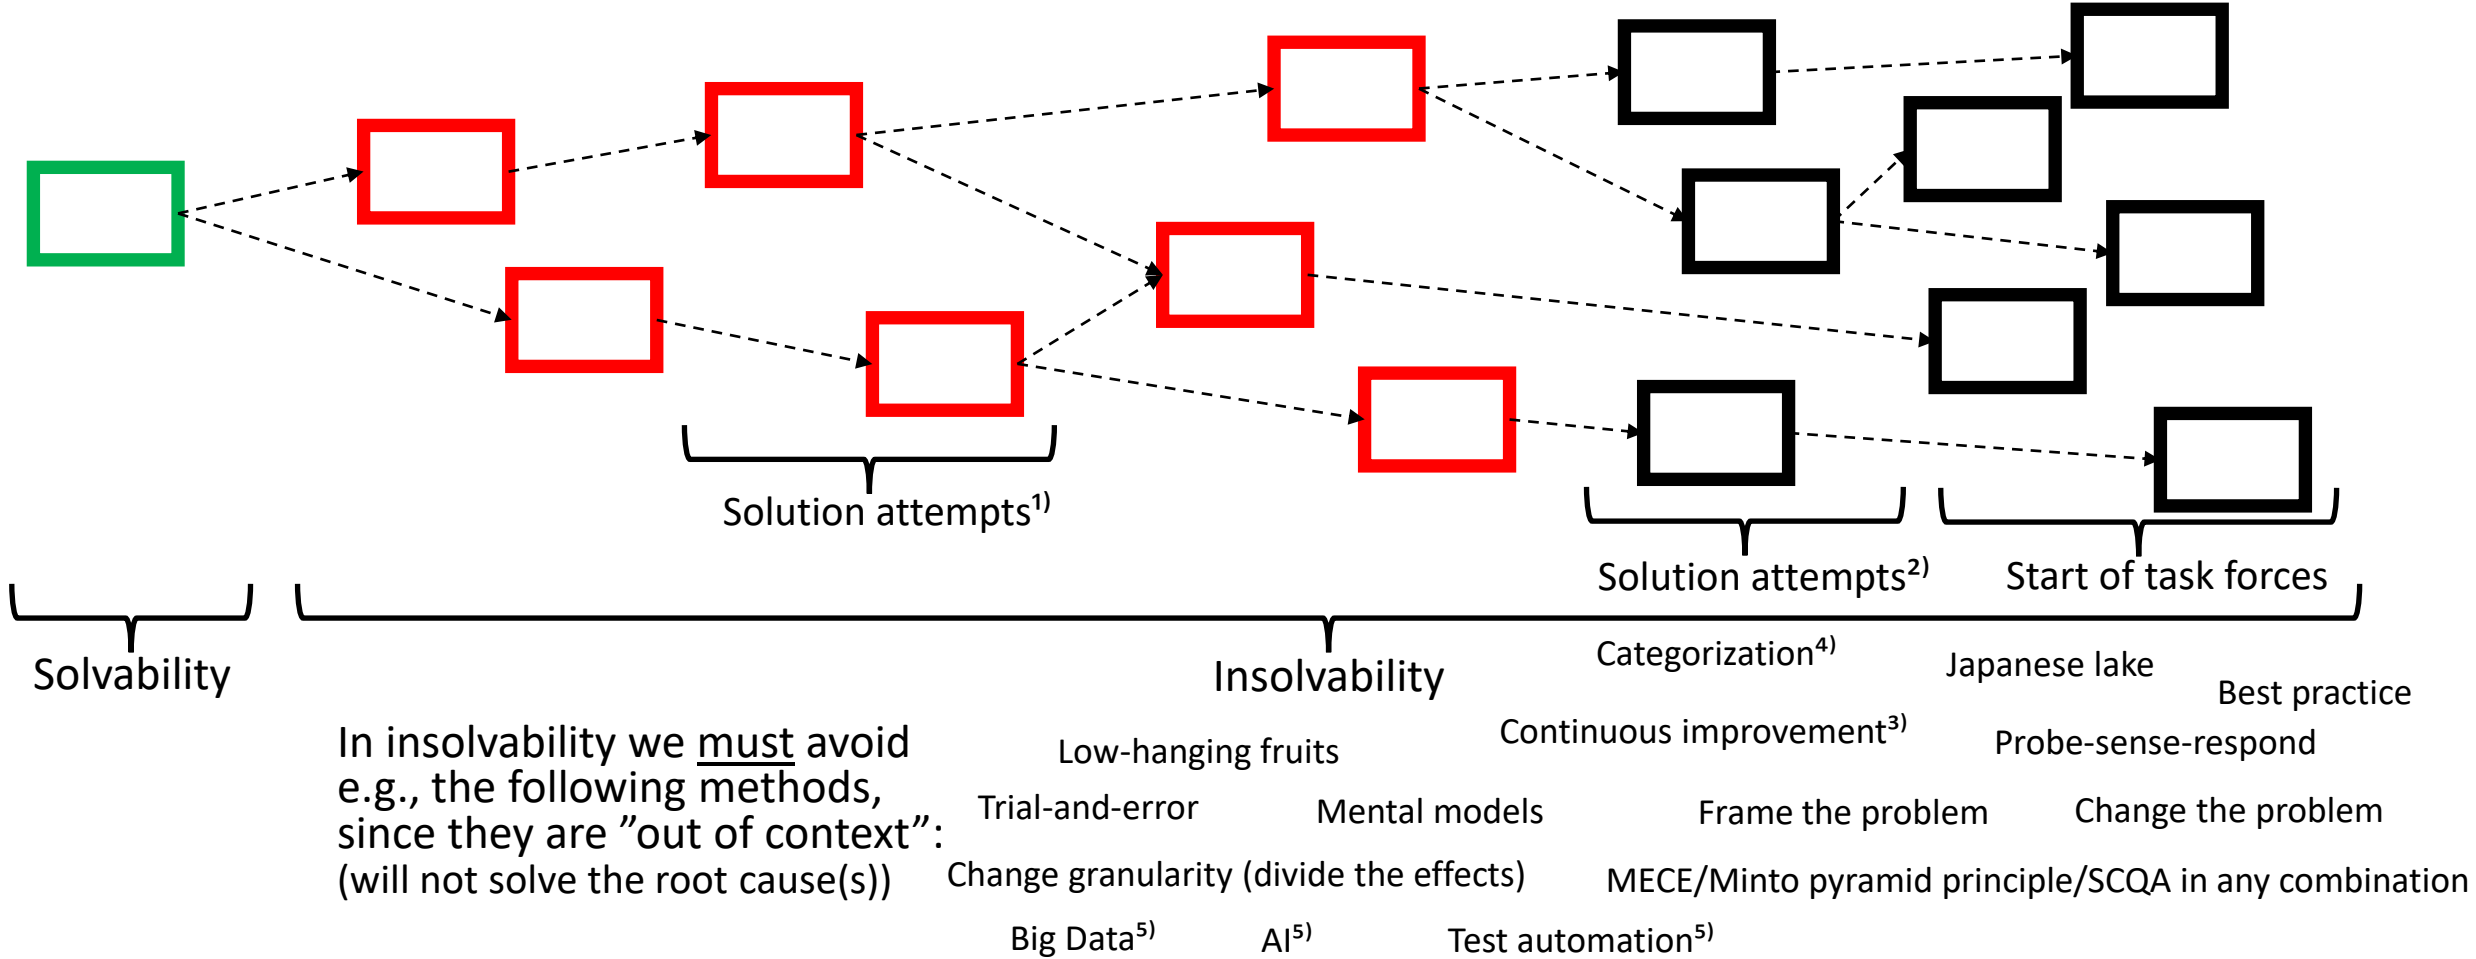 Solution attempts¹⁾
Solution attempts²⁾
Start of task forces
Solvability
Insolvability
Categorization⁴⁾
Japanese lake
Best practice
In insolvability we must avoid
e.g., the following methods,
since they are ”out of context”:
(will not solve the root cause(s))
Low-hanging fruits
Continuous improvement³⁾
Probe-sense-respond
Trial-and-error
Mental models
Frame the problem
Change the problem
Change granularity (divide the effects)
MECE/Minto pyramid principle/SCQA in any combination
Big Data⁵⁾
AI⁵⁾
Test automation⁵⁾